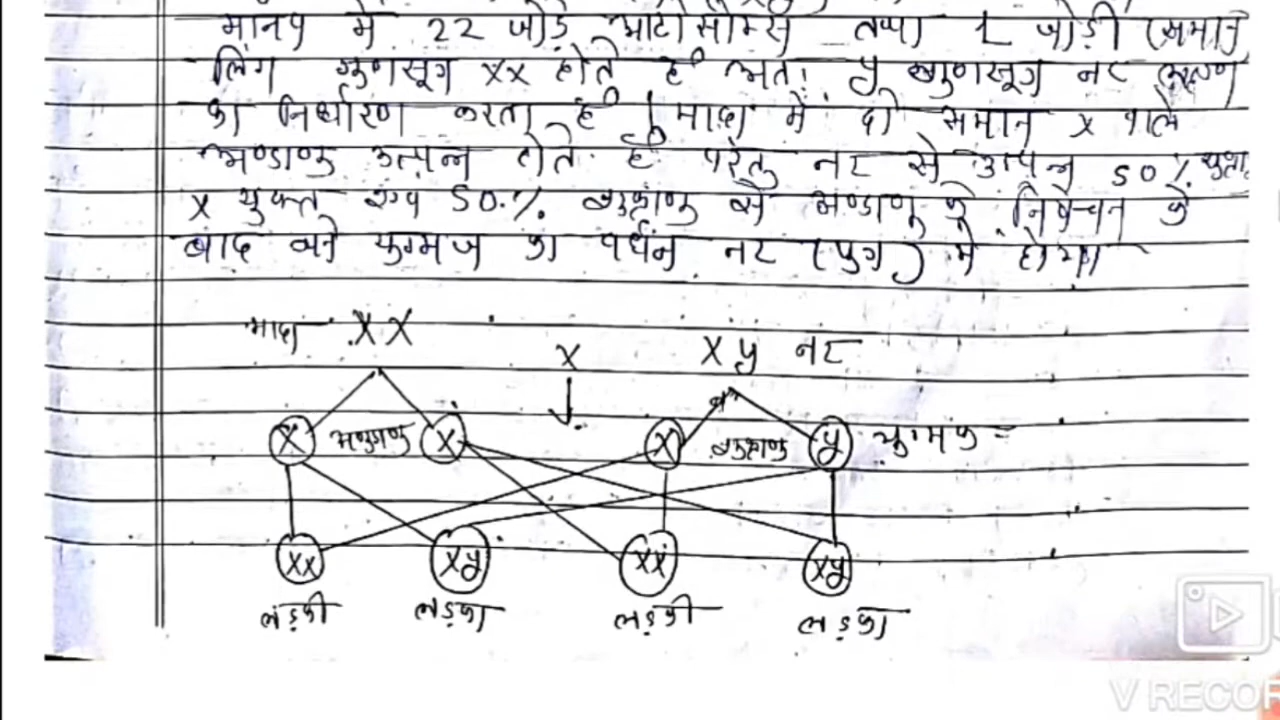 मानव में 22 जोड़े ऑटोसोम्स तथा 1 जोड़ी (समान
लिंग गुणसूत्र XX होते हैं अतः y गुणसूत्र नर लक्षण
का निर्धारण करता है | मादा में दो समान X वाले
अण्डाणु उत्पन्न होते है परंतु नर से उत्पन्न 50%
X युक्त एवं 50.%. शुक्राणु से अण्डाणु के निषेचन के
बाद बने युग्मज का वर्धन नर (पुत्र) में होगा
मादा XX X Xy नर
X अण्डाणु X X शुक्राणु y युग्मक =
XX Xy XX Xy
लड़की लड़का लड़की लड़का
V RECOR